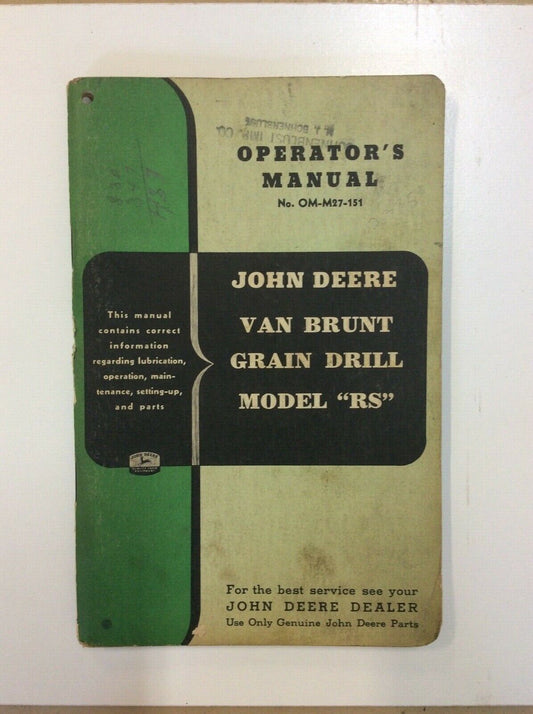 OPERATOR'S
MANUAL
No. OM-M27-151
This manual
contains correct
information
regarding lubrication,
operation, main-
tenance, setting-up,
and parts
JOHN DEERE
VAN BRUNT
GRAIN DRILL
MODEL “RS”
JOHN DEERE
For the best service see your
JOHN DEERE DEALER
Use Only Genuine John Deere Parts